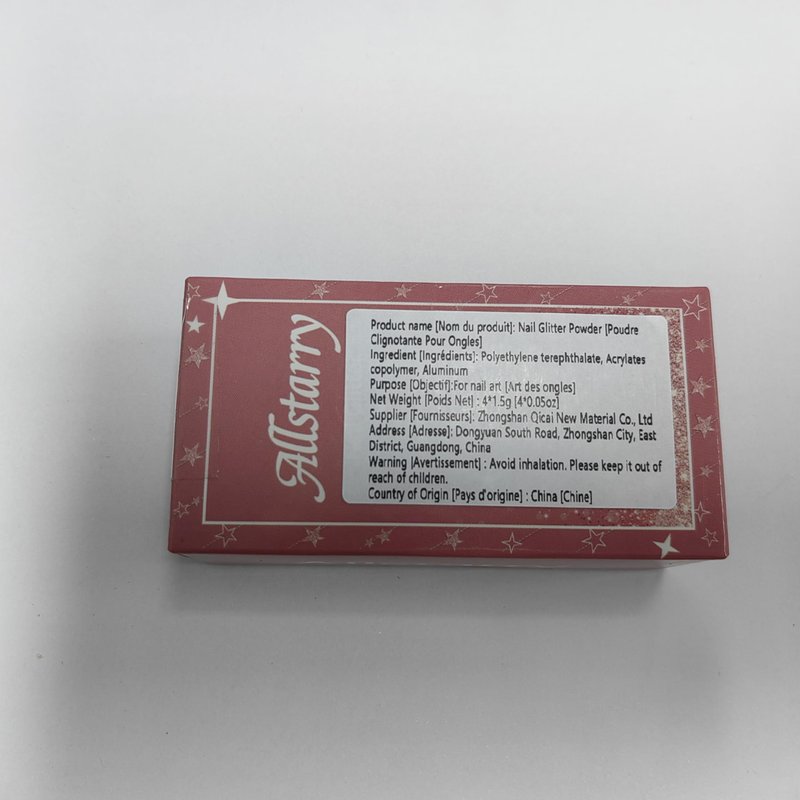 Allstarry
Product name [Nom du produit]: Nail Glitter Powder [Poudre
Clignotante Pour Ongles]
Ingredient [Ingrédients]: Polyethylene terephthalate, Acrylates
copolymer, Aluminum
Purpose [Objectif]:For nail art [Art des ongles]
Net Weight [Poids Net] : 4*1.5g [4*0.05oz]
Supplier [Fournisseurs]: Zhongshan Qicai New Material Co., Ltd
Address [Adresse]: Dongyuan South Road, Zhongshan City, East
District, Guangdong, China
Warning [Avertissement] : Avoid inhalation. Please keep it out of
reach of children.
Country of Origin [Pays d'origine] : China [Chine]